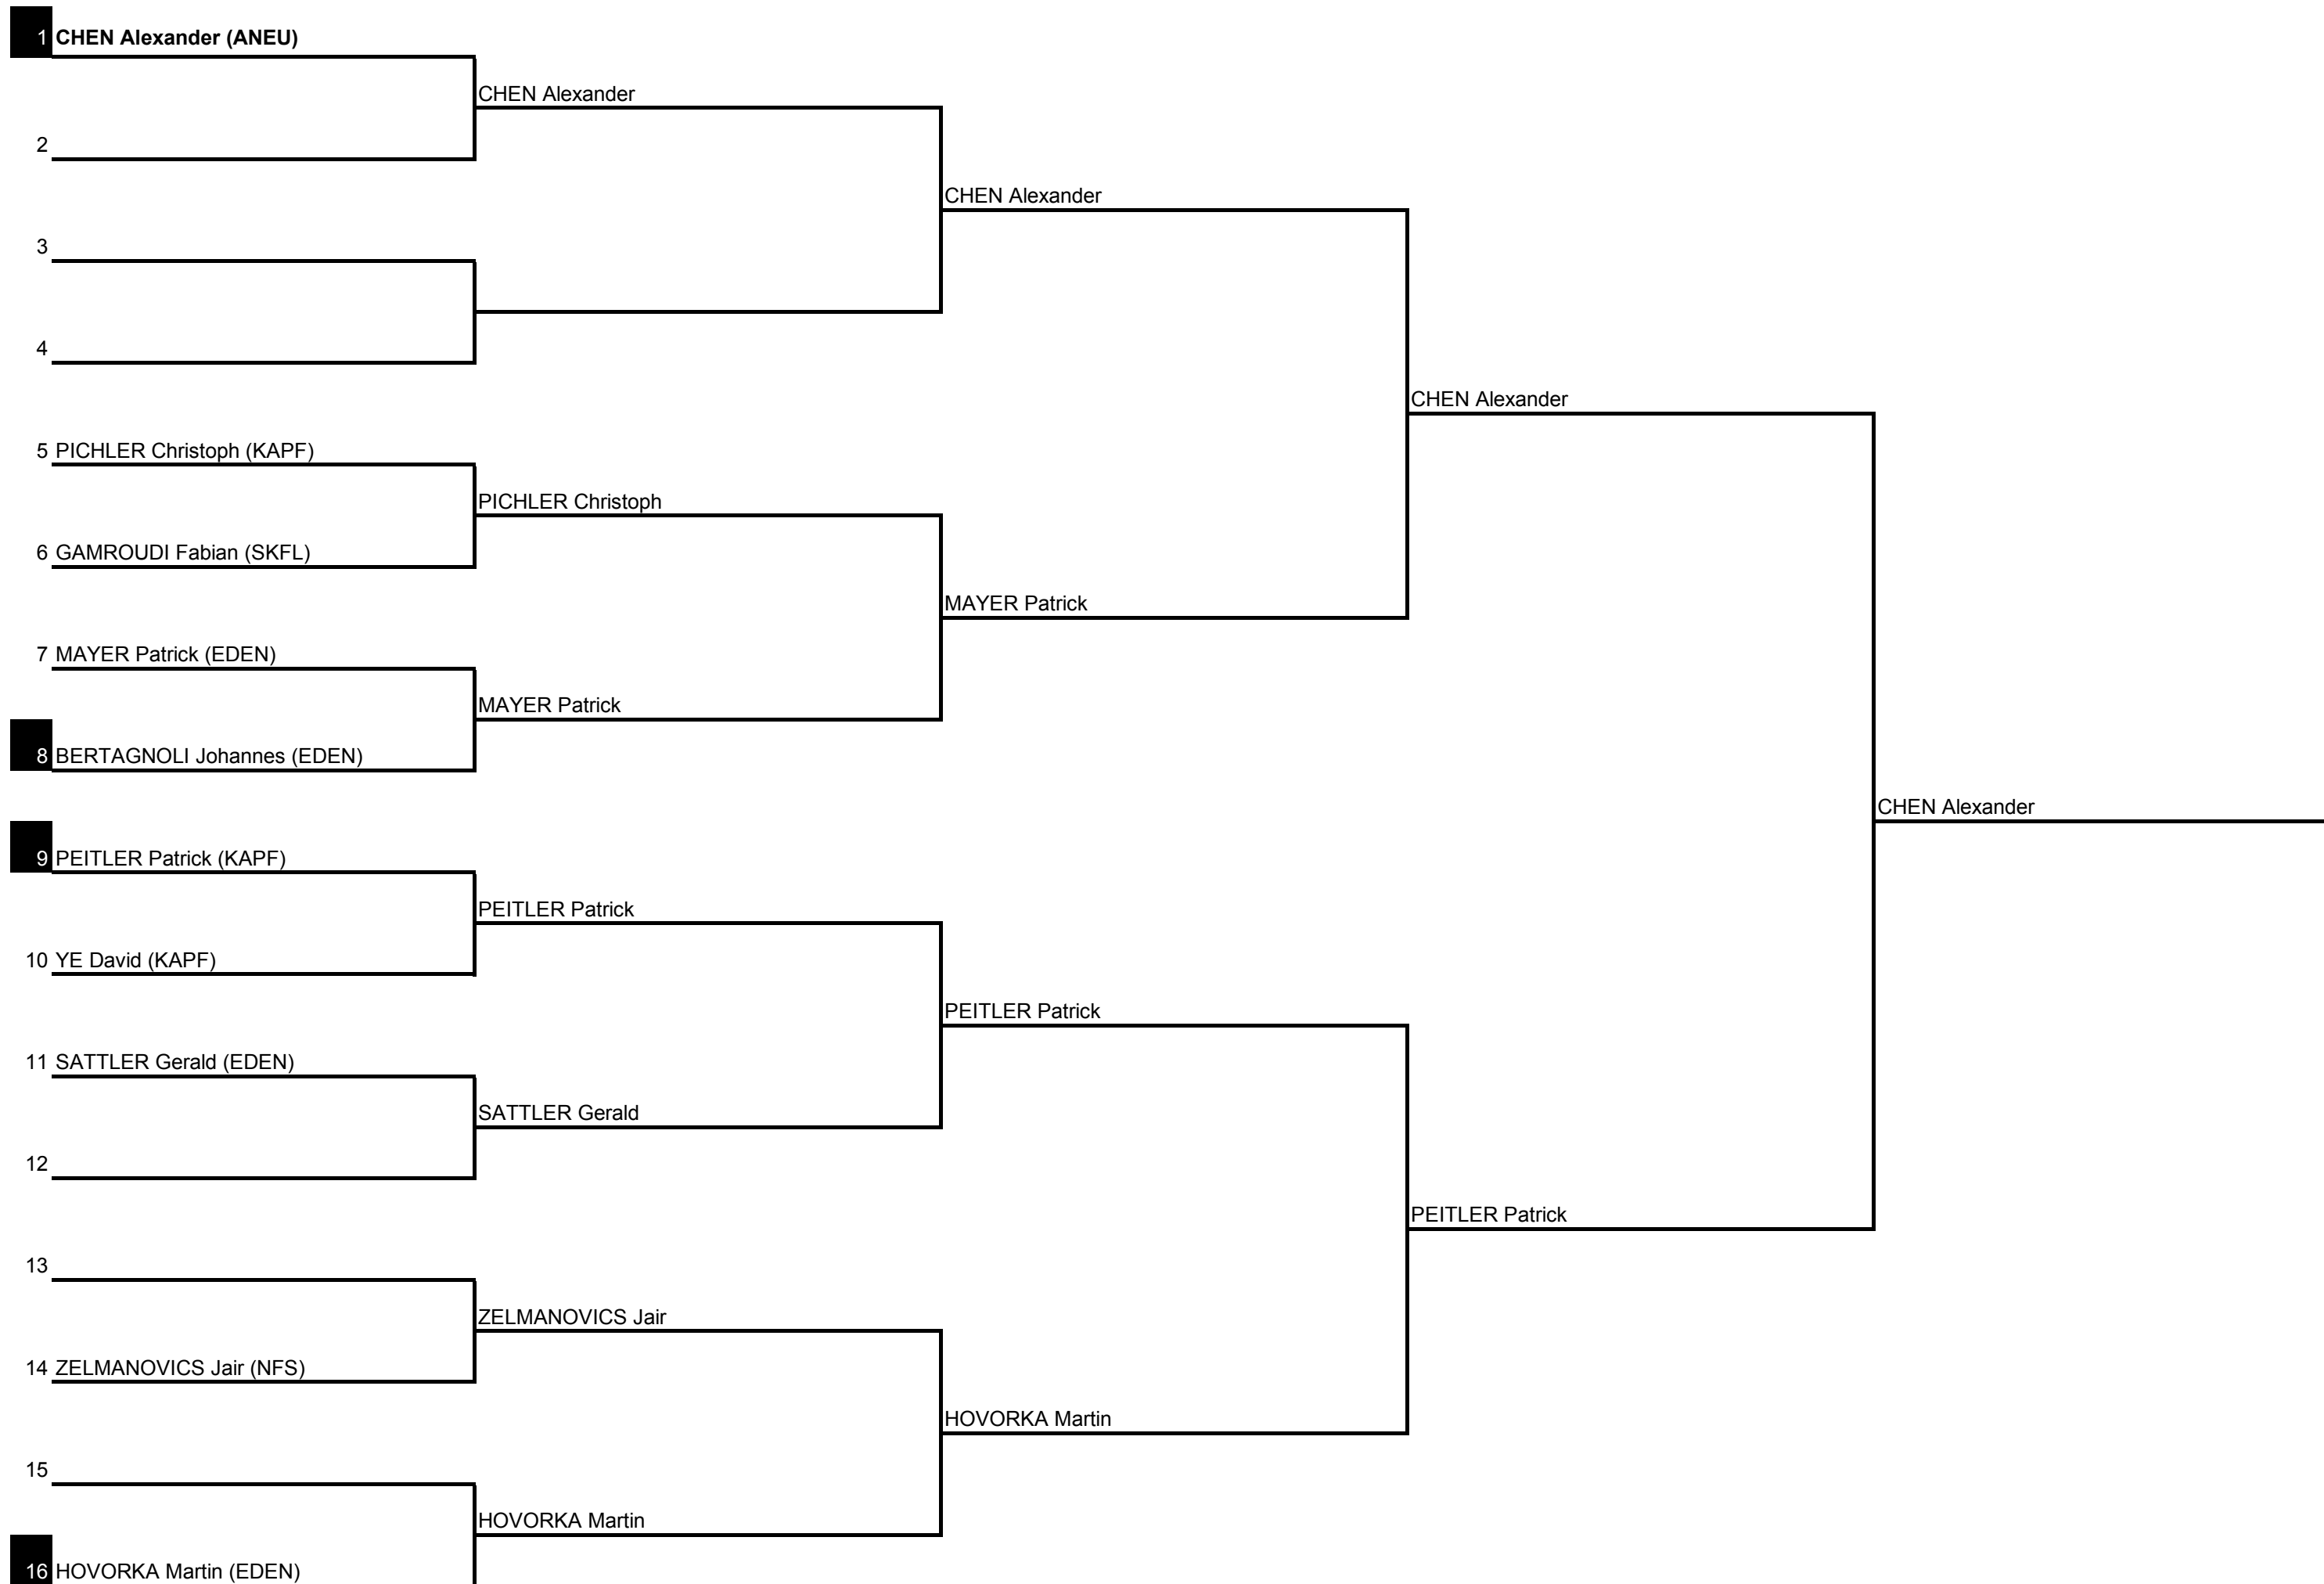 1 CHEN Alexander (ANEU)
CHEN Alexander
2
CHEN Alexander
3
4
CHEN Alexander
5 PICHLER Christoph (KAPF)
PICHLER Christoph
6 GAMROUDI Fabian (SKFL)
MAYER Patrick
7 MAYER Patrick (EDEN)
MAYER Patrick
8 BERTAGNOLI Johannes (EDEN)
CHEN Alexander
9 PEITLER Patrick (KAPF)
PEITLER Patrick
10 YE David (KAPF)
PEITLER Patrick
11 SATTLER Gerald (EDEN)
SATTLER Gerald
12
PEITLER Patrick
13
ZELMANOVICS Jair
14 ZELMANOVICS Jair (NFS)
HOVORKA Martin
15
HOVORKA Martin
16 HOVORKA Martin (EDEN)